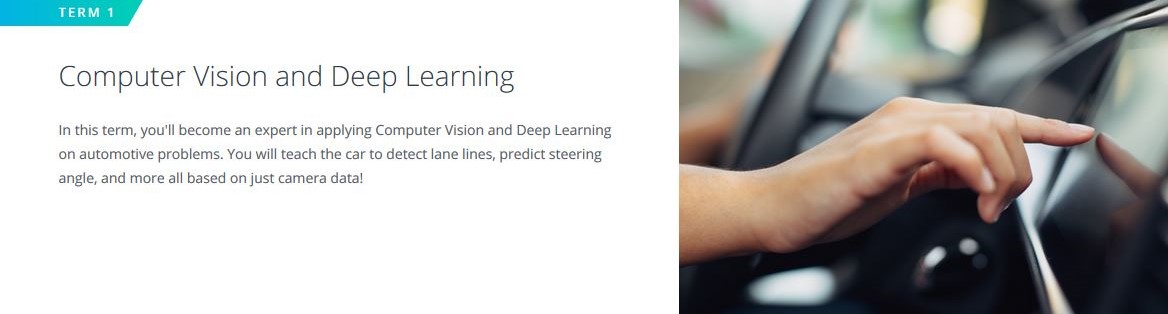 TERM 1
Computer Vision and Deep Learning
In this term, you'll become an expert in applying Computer Vision and Deep Learning
on automotive problems. You will teach the car to detect lane lines, predict steering
angle, and more all based on just camera data!